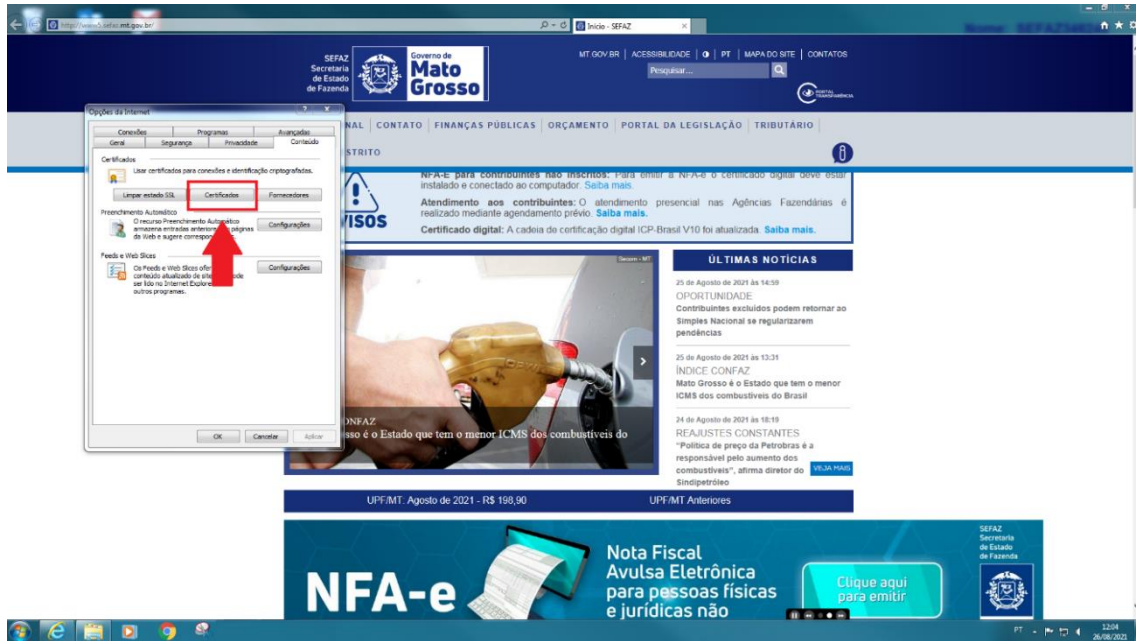 http://www5.sefaz.mt.gov.br/
Início - SEFAZ
SEFAZ
Secretaria
de Estado
de Fazenda
Governo de
Mato
Grosso
MT.GOV.BR | ACESSIBILIDADE | PT | MAPA DO SITE | CONTATOS
Pesquisar...
PORTAL
TRANSPARÊNCIA
NAL | CONTATO | FINANÇAS PÚBLICAS | ORÇAMENTO | PORTAL DA LEGISLAÇÃO | TRIBUTÁRIO |
STRITO
Opções da Internet
Conexões Programas Avançadas
Geral Segurança Privacidade Conteúdo
Certificados
Usar certificados para conexões e identificação criptografadas.
Limpar estado SSL Certificados Fornecedores
Preenchimento Automático
O recurso Preenchimento Automático
armazena entradas anteriores páginas
da Web e sugere
Configurações
Feeds e Web Slices
Os Feeds e Web Slices
conteúdo atualizado de
ser lido no Internet Explorer
outros programas.
Configurações
OK Cancelar Aplicar
VISOS
NFA-E para contribuintes não inscritos: Para emitir a NFA-e o certificado digital deve estar
instalado e conectado ao computador. Saiba mais.
Atendimento aos contribuintes: O atendimento presencial nas Agências Fazendárias é
realizado mediante agendamento prévio. Saiba mais.
Certificado digital: A cadeia do certificação digital ICP-Brasil V10 foi atualizada. Saiba mais.
Secom - MT
ONFAZ
sso é o Estado que tem o menor ICMS dos combustíveis do
ÚLTIMAS NOTÍCIAS
25 de Agosto de 2021 às 14:59
OPORTUNIDADE
Contribuintes excluídos podem retornar ao
Simples Nacional se regularizarem
pendências
25 de Agosto de 2021 às 13:31
ÍNDICE CONFAZ
Mato Grosso é o Estado que tem o menor
ICMS dos combustíveis do Brasil
24 de Agosto de 2021 às 18:19
REAJUSTES CONSTANTES
"Política de preço da Petrobras é a
responsável pelo aumento dos
combustíveis", afirma diretor do
Sindipetróleo
VEJA MAIS
UPF/MT: Agosto de 2021 - R$ 198,90
UPF/MT Anteriores
NFA-e
Nota Fiscal
Avulsa Eletrônica
para pessoas físicas
e jurídicas não
Clique aqui
para emitir
SEFAZ
Secretaria
de Estado
de Fazenda
PT
12:04
26/08/2021